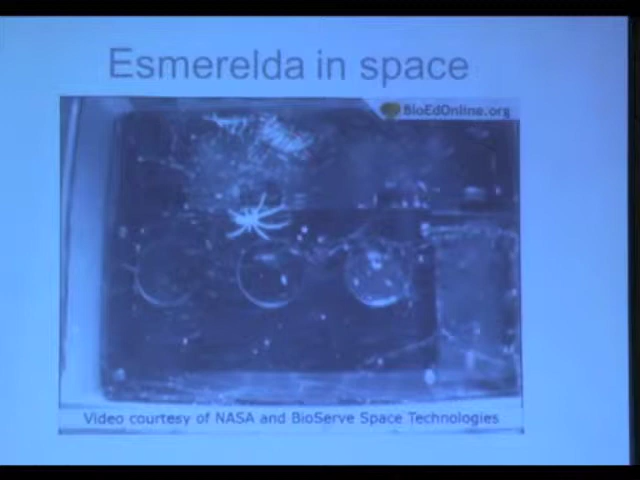 Esmerelda in space
BioEdOnline.org
Video courtesy of NASA and BioServe Space Technologies